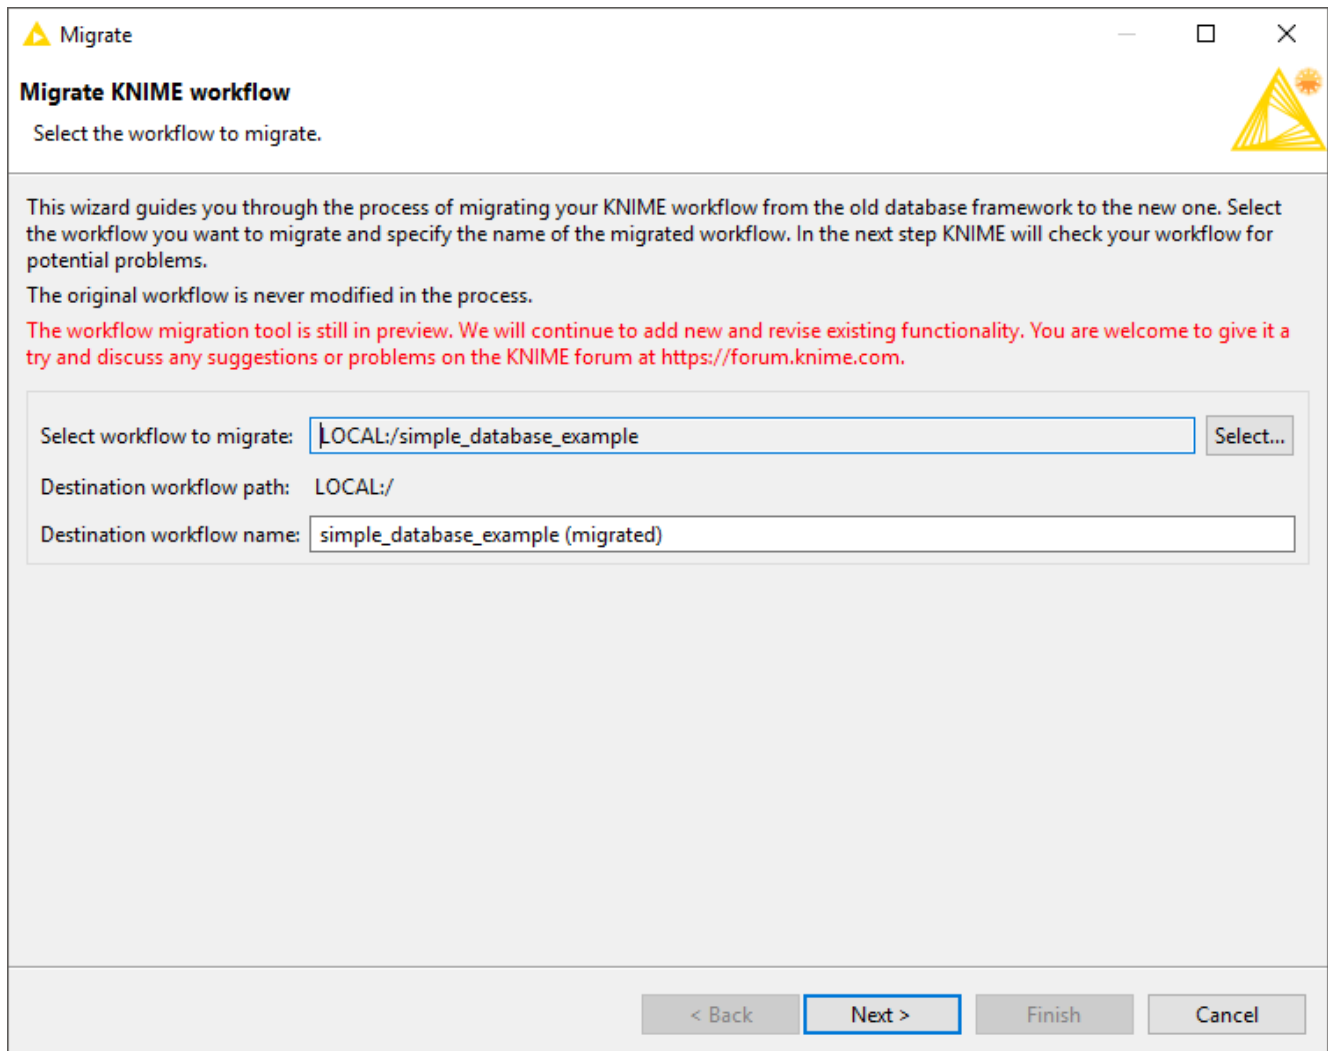 Migrate
Migrate KNIME workflow
Select the workflow to migrate.
This wizard guides you through the process of migrating your KNIME workflow from the old database framework to the new one. Select
the workflow you want to migrate and specify the name of the migrated workflow. In the next step KNIME will check your workflow for
potential problems.
The original workflow is never modified in the process.
The workflow migration tool is still in preview. We will continue to add new and revise existing functionality. You are welcome to give it a
try and discuss any suggestions or problems on the KNIME forum at https://forum.knime.com.
Select workflow to migrate: LOCAL:/simple_database_example Select...
Destination workflow path: LOCAL:/
Destination workflow name: simple_database_example (migrated)
< Back Next > Finish Cancel